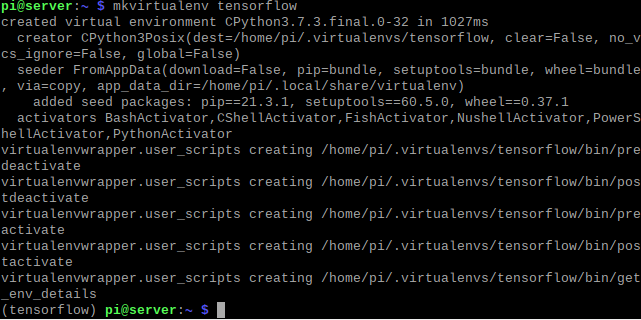 pi@server:~ $ mkvirtualenv tensorflow
created virtual environment CPython3.7.3.final.0-32 in 1027ms
  creator CPython3Posix(dest=/home/pi/.virtualenvs/tensorflow, clear=False, no_v
cs_ignore=False, global=False)
  seeder FromAppData(download=False, pip=bundle, setuptools=bundle, wheel=bundle
, via=copy, app_data_dir=/home/pi/.local/share/virtualenv)
    added seed packages: pip==21.3.1, setuptools==60.5.0, wheel==0.37.1
  activators BashActivator,CShellActivator,FishActivator,NushellActivator,PowerS
hellActivator,PythonActivator
virtualenvwrapper.user_scripts creating /home/pi/.virtualenvs/tensorflow/bin/pre
deactivate
virtualenvwrapper.user_scripts creating /home/pi/.virtualenvs/tensorflow/bin/pos
tdeactivate
virtualenvwrapper.user_scripts creating /home/pi/.virtualenvs/tensorflow/bin/pre
activate
virtualenvwrapper.user_scripts creating /home/pi/.virtualenvs/tensorflow/bin/pos
tactivate
virtualenvwrapper.user_scripts creating /home/pi/.virtualenvs/tensorflow/bin/get
_env_details
(tensorflow) pi@server:~ $